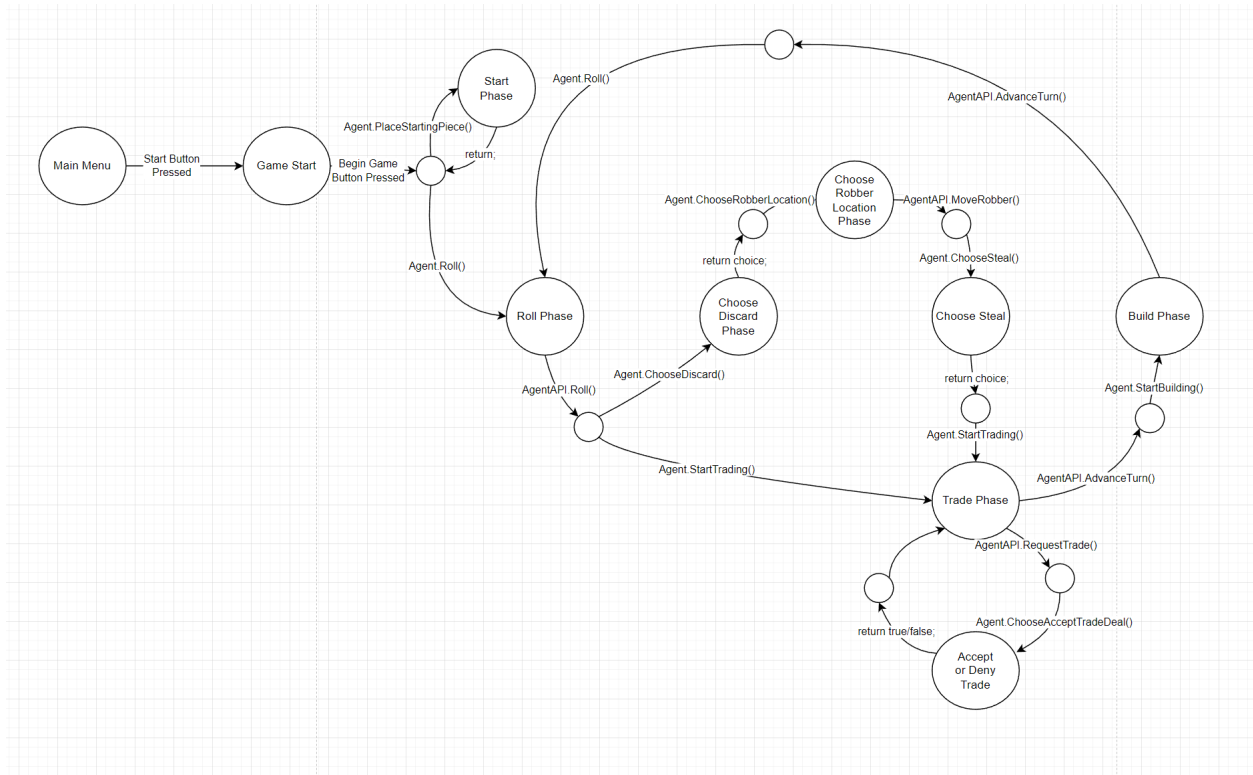 AgentAPI.AdvanceTurn()
Agent.Roll()
Start
Phase
Agent.PlaceStartingPiece()
return;
Main Menu
Start Button
Pressed
Game Start
Begin Game
Button Pressed
Agent.Roll()
Roll Phase
AgentAPI.Roll()
Agent.ChooseDiscard()
Choose
Discard
Phase
return choice;
Agent.ChooseRobberLocation()
Choose
Robber
Location
Phase
AgentAPI.MoveRobber()
Agent.ChooseSteal()
Choose Steal
return choice;
Agent.StartTrading()
Agent.StartTrading()
Trade Phase
AgentAPI.AdvanceTurn()
Agent.StartBuilding()
Build Phase
AgentAPI.RequestTrade()
Agent.ChooseAcceptTradeDeal()
Accept
or Deny
Trade
return true/false;